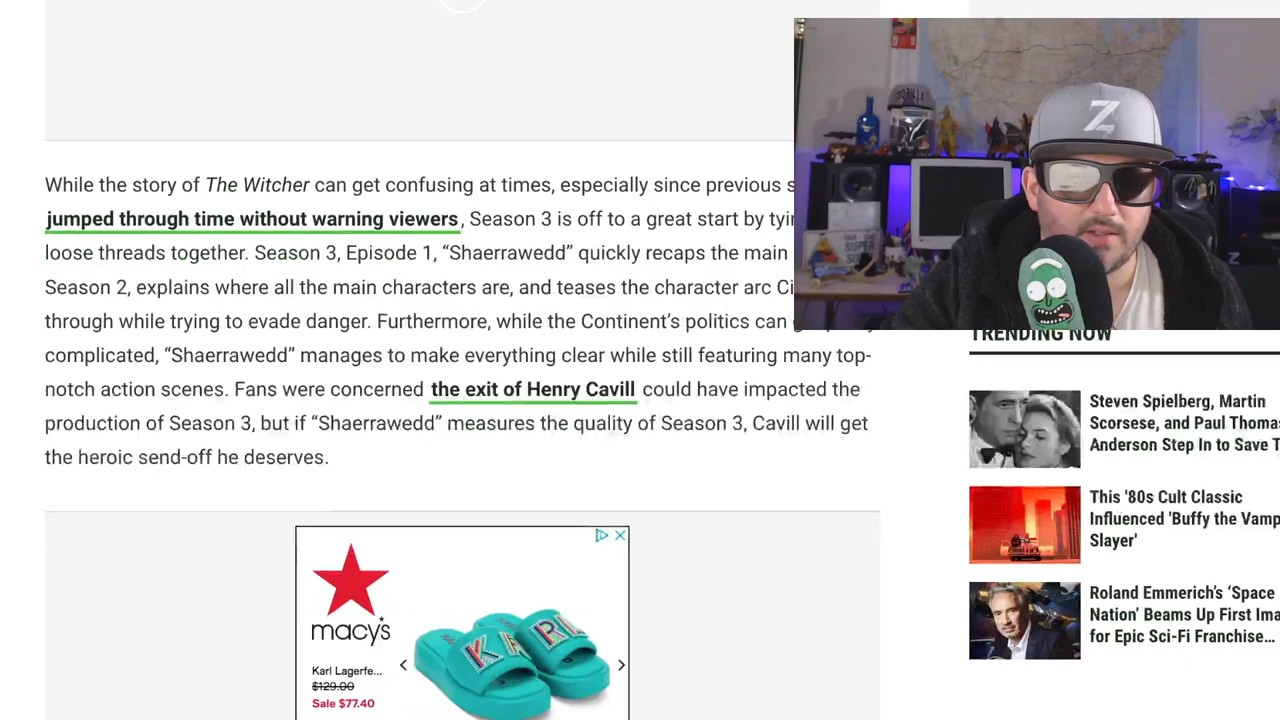 While the story of The Witcher can get confusing at times, especially since previous s
jumped through time without warning viewers, Season 3 is off to a great start by tyi
loose threads together. Season 3, Episode 1, “Shaerrawedd” quickly recaps the main
Season 2, explains where all the main characters are, and teases the character arc Ci
through while trying to evade danger. Furthermore, while the Continent’s politics can
complicated, “Shaerrawedd” manages to make everything clear while still featuring many top-
notch action scenes. Fans were concerned the exit of Henry Cavill could have impacted the
production of Season 3, but if “Shaerrawedd” measures the quality of Season 3, Cavill will get
the heroic send-off he deserves.
macy's
Karl Lagerfe...
$129.00
Sale $77.40
KARL
Z
TRENDING NOW
Steven Spielberg, Martin
Scorsese, and Paul Thomas
Anderson Step In to Save T
This '80s Cult Classic
Influenced 'Buffy the Vamp
Slayer'
Roland Emmerich’s ‘Space
Nation’ Beams Up First Ima
for Epic Sci-Fi Franchise...